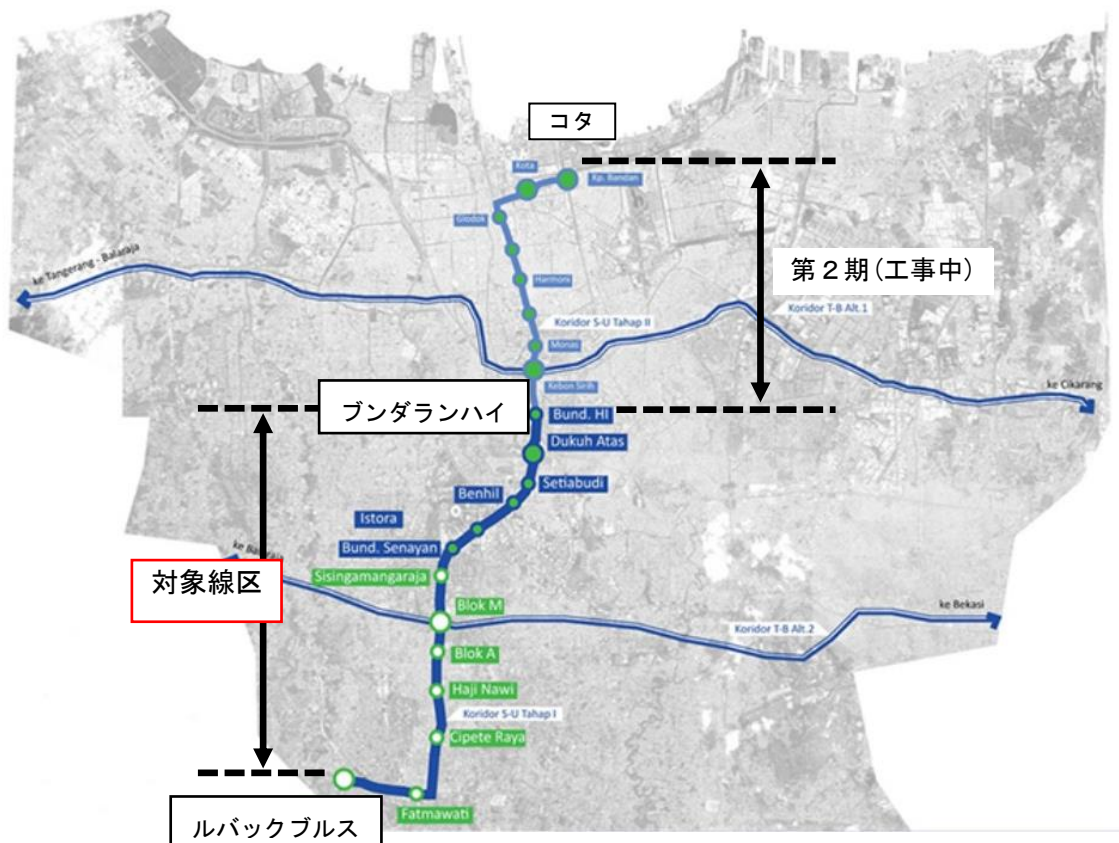 コタ
Kota
Kp. Bandan
Glodok
第２期(工事中)
ke Tangerang - Balaraja
Harmoni
Koridor T-B Alt.1
Koridor S-U Tahap II
Monas
Kebon Sirih
ke Cikarang
ブンダランハイ
Bund. HI
Dukuh Atas
Setiabudi
Benhil
Istora
Bund. Senayan
対象線区
Sisingamangaraja
Blok M
ke Bekasi
Koridor T-B Alt.2
Blok A
Haji Nawi
Koridor S-U Tahap I
Cipete Raya
Fatmawati
ルバックブルス